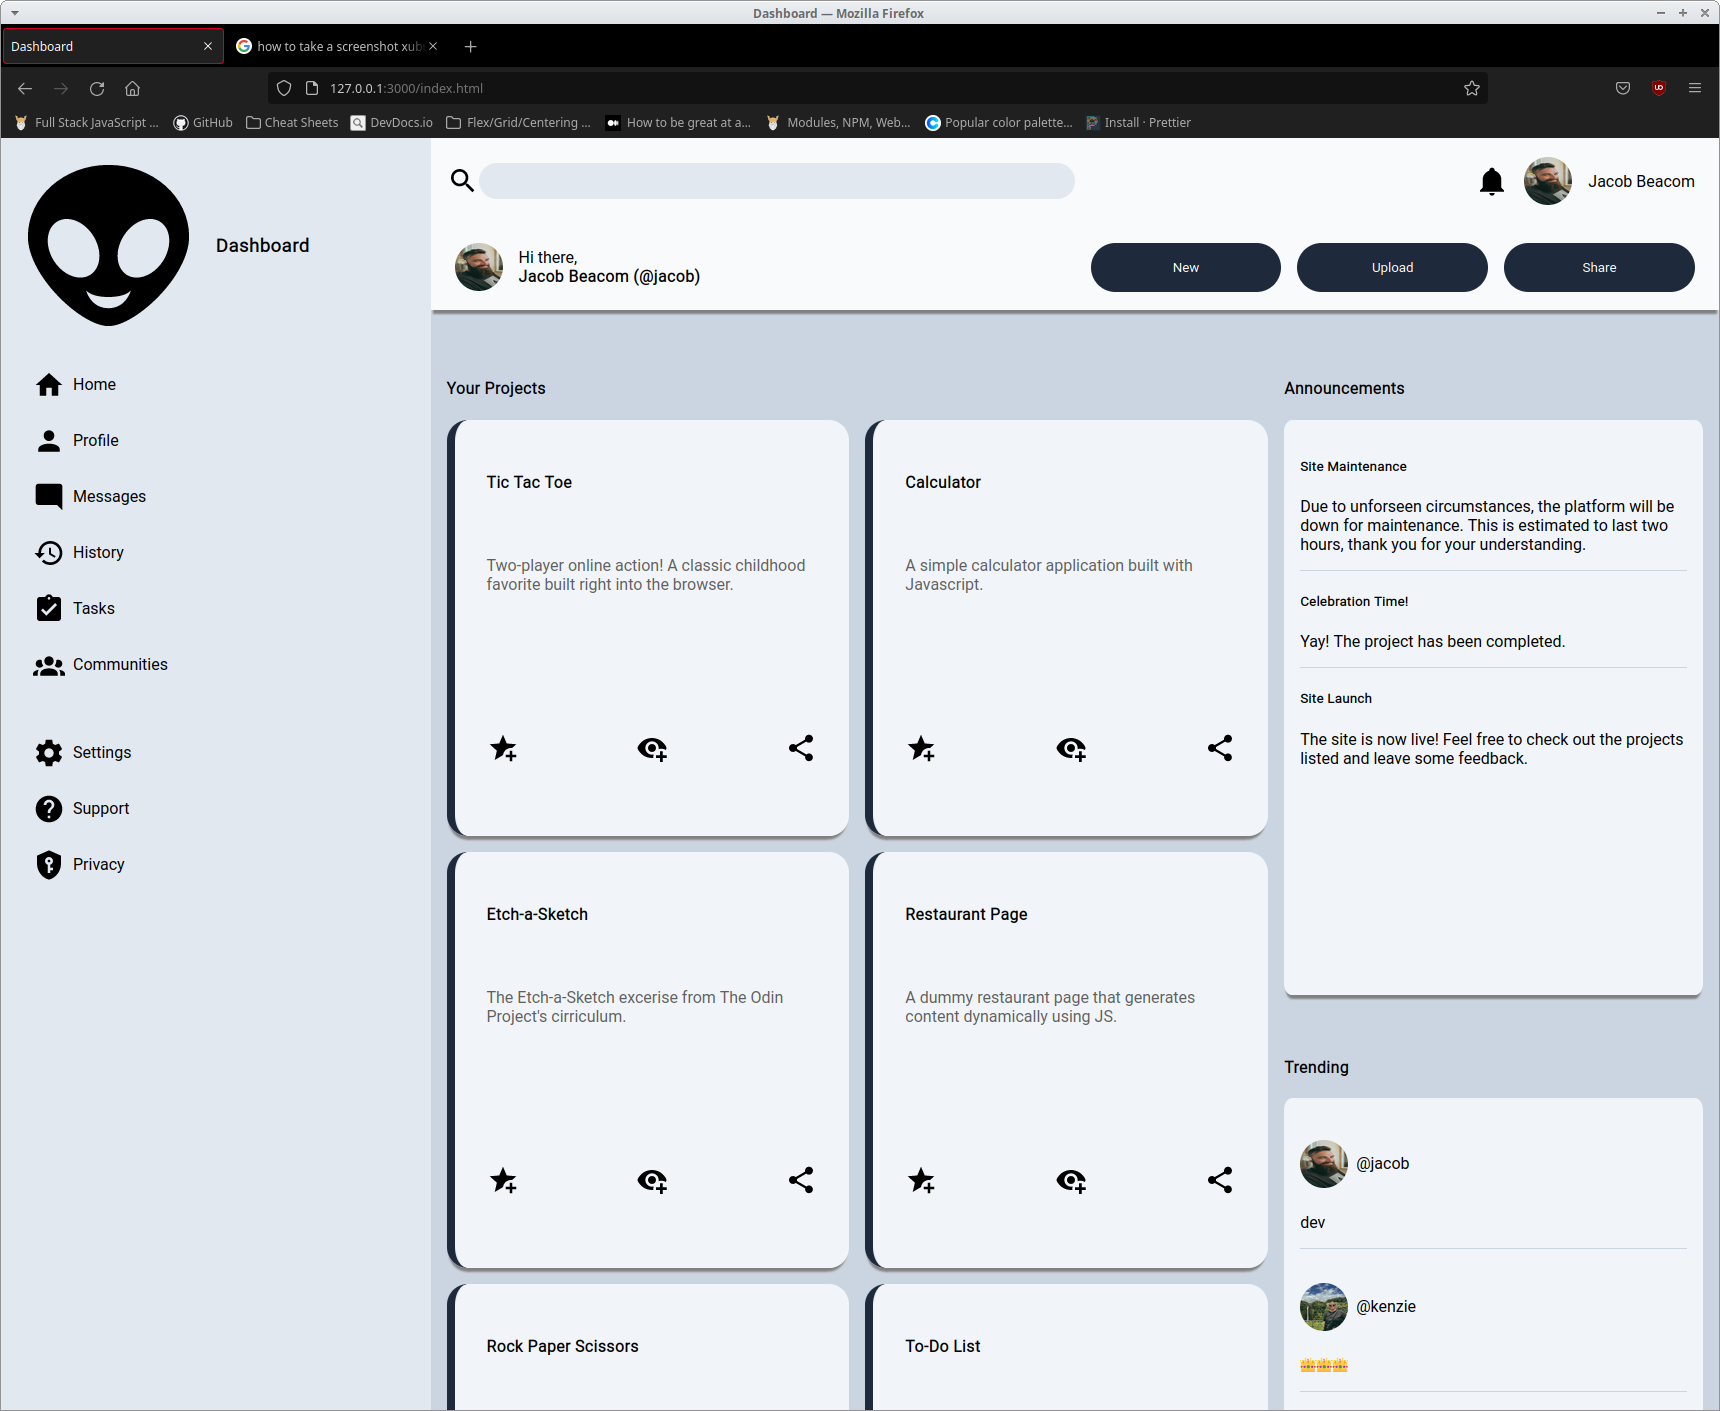 Dashboard — Mozilla Firefox
Dashboard
how to take a screenshot xub
127.0.0.1:3000/index.html
Full Stack JavaScript ...
GitHub
Cheat Sheets
DevDocs.io
Flex/Grid/Centering ...
How to be great at a...
Modules, NPM, Web...
Popular color palette...
Install · Prettier
Dashboard
Home
Profile
Messages
History
Tasks
Communities
Settings
Support
Privacy
Jacob Beacom
Hi there,
Jacob Beacom (@jacob)
New
Upload
Share
Your Projects
Tic Tac Toe
Two-player online action! A classic childhood
favorite built right into the browser.
Calculator
A simple calculator application built with
Javascript.
Etch-a-Sketch
The Etch-a-Sketch excerise from The Odin
Project's cirriculum.
Restaurant Page
A dummy restaurant page that generates
content dynamically using JS.
Rock Paper Scissors
To-Do List
Announcements
Site Maintenance
Due to unforseen circumstances, the platform will be
down for maintenance. This is estimated to last two
hours, thank you for your understanding.
Celebration Time!
Yay! The project has been completed.
Site Launch
The site is now live! Feel free to check out the projects
listed and leave some feedback.
Trending
@jacob
dev
@kenzie
👑👑👑